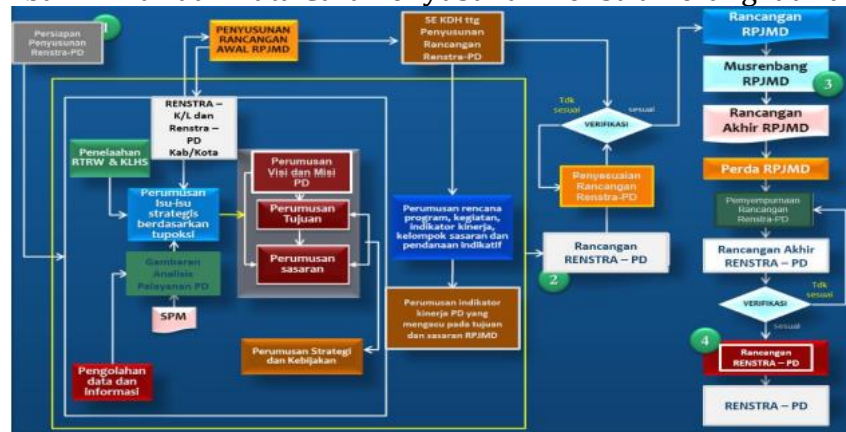 1
Persiapan
Penyusunan
Renstra-PD
PENYUSUNAN
RANCANGAN
AWAL RPJMD
SE KDH ttg
Penyusunan
Rancangan
Renstra-PD
Rancangan
RPJMD
Musrenbang
RPJMD
3
Rancangan
Akhir RPJMD
Perda RPJMD
Penyempurnaan
Rancangan
Renstra-PD
Rancangan Akhir
RENSTRA – PD
Tdk
sesuai
VERIFIKASI
sesuai
4
Rancangan
RENSTRA – PD
RENSTRA – PD
Tdk
sesuai
sesuai
VERIFIKASI
Penyesuaian
Rancangan
Renstra-PD
Rancangan
RENSTRA – PD
2
RENSTRA –
K/L dan
Renstra –
PD
Kab/Kota
Penelaahan
RTRW & KLHS
Perumusan
Isu-isu
strategis
berdasarkan
tupoksi
Gambaran
Analisis
Pelayanan PD
SPM
Pengolahan
data dan
informasi
Perumusan
Visi dan Misi
PD
Perumusan
Tujuan
Perumusan
sasaran
Perumusan Strategi
dan Kebijakan
Perumusan rencana
program, kegiatan,
indikator kinerja,
kelompok sasaran dan
pendanaan indikatif
Perumusan indikator
kinerja PD yang
mengacu pada tujuan
dan sasaran RPJMD